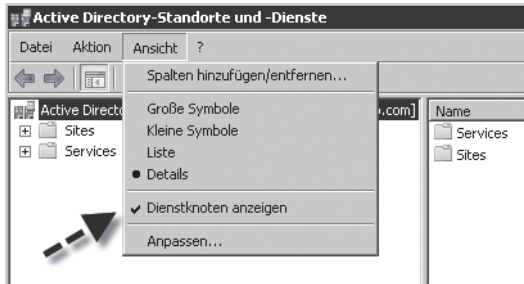 Active Directory-Standorte und -Dienste
Datei Aktion Ansicht ?
Spalten hinzufügen/entfernen...
Große Symbole
Kleine Symbole
Liste
Details
Dienstknoten anzeigen
Anpassen...
Active .com]
Sites
Services
Name
Services
Sites